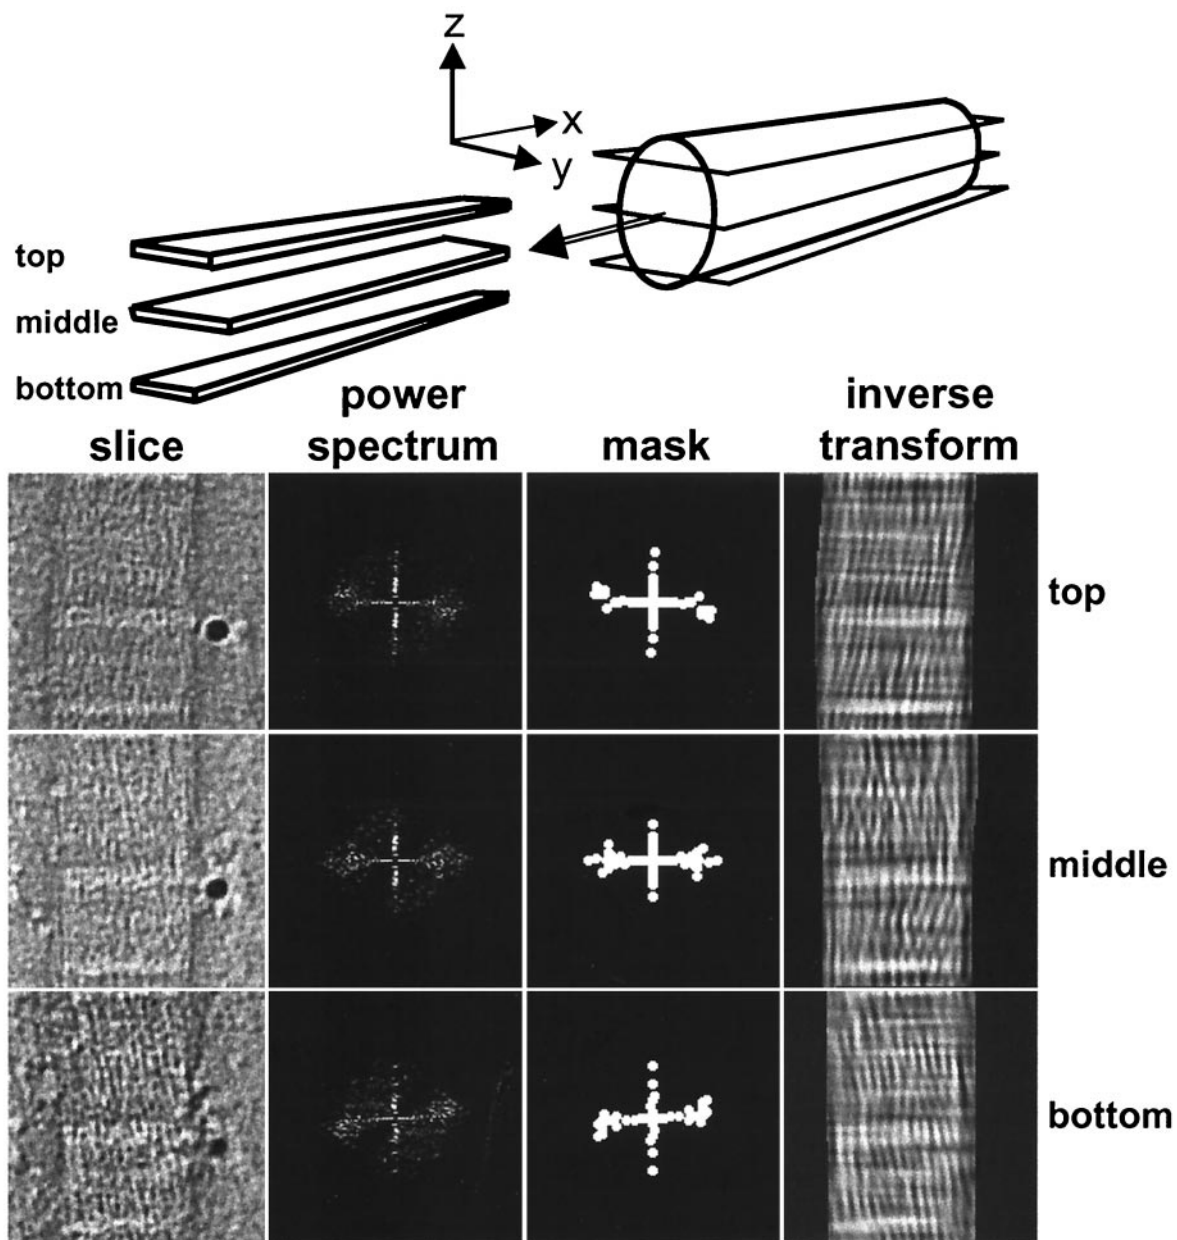 z
x
y
top
middle
bottom
power
inverse
slice
spectrum
mask
transform
top
middle
bottom